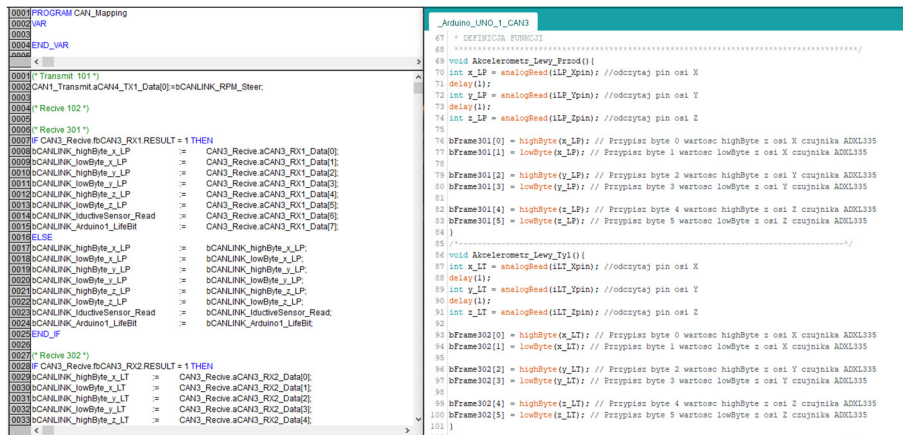 0001 PROGRAM CAN_Mapping
0002 VAR
0003
0004 END_VAR
0001 (* Transmit 101 *)
0002 CAN1_Transmit.aCAN4_TX1_Data[0]:=bCANLINK_RPM_Steer;
0003
0004 (* Recive 102 *)
0005
0006 (* Recive 301 *)
0007 IF CAN3_Recive.fbCAN3_RX1.RESULT = 1 THEN
0008 bCANLINK_highByte_x_LP := CAN3_Recive.aCAN3_RX1_Data[0];
0009 bCANLINK_lowByte_x_LP := CAN3_Recive.aCAN3_RX1_Data[1];
0010 bCANLINK_highByte_y_LP := CAN3_Recive.aCAN3_RX1_Data[2];
0011 bCANLINK_lowByte_y_LP := CAN3_Recive.aCAN3_RX1_Data[3];
0012 bCANLINK_highByte_z_LP := CAN3_Recive.aCAN3_RX1_Data[4];
0013 bCANLINK_lowByte_z_LP := CAN3_Recive.aCAN3_RX1_Data[5];
0014 bCANLINK_IductiveSensor_Read := CAN3_Recive.aCAN3_RX1_Data[6];
0015 bCANLINK_Arduino1_LifeBit := CAN3_Recive.aCAN3_RX1_Data[7];
0016 ELSE
0017 bCANLINK_highByte_x_LP := bCANLINK_highByte_x_LP;
0018 bCANLINK_lowByte_x_LP := bCANLINK_lowByte_x_LP;
0019 bCANLINK_highByte_y_LP := bCANLINK_highByte_y_LP;
0020 bCANLINK_lowByte_y_LP := bCANLINK_lowByte_y_LP;
0021 bCANLINK_highByte_z_LP := bCANLINK_highByte_z_LP;
0022 bCANLINK_lowByte_z_LP := bCANLINK_lowByte_z_LP;
0023 bCANLINK_IductiveSensor_Read := bCANLINK_IductiveSensor_Read;
0024 bCANLINK_Arduino1_LifeBit := bCANLINK_Arduino1_LifeBit;
0025 END_IF
0026
0027 (* Recive 302 *)
0028 IF CAN3_Recive.fbCAN3_RX2.RESULT = 1 THEN
0029 bCANLINK_highByte_x_LT := CAN3_Recive.aCAN3_RX2_Data[0];
0030 bCANLINK_lowByte_x_LT := CAN3_Recive.aCAN3_RX2_Data[1];
0031 bCANLINK_highByte_y_LT := CAN3_Recive.aCAN3_RX2_Data[2];
0032 bCANLINK_lowByte_y_LT := CAN3_Recive.aCAN3_RX2_Data[3];
0033 bCANLINK_highByte_z_LT := CAN3_Recive.aCAN3_RX2_Data[4];
_Arduino_UNO_1_CAN3
67 * DEFINICJA FUNKCJI
68 ***************************************************************************************/
69 void Akcelerometr_Lewy_Przod(){
70 int x_LP = analogRead(iLP_Xpin); //odczytaj pin osi X
71 delay(1);
72 int y_LP = analogRead(iLP_Ypin); //odczytaj pin osi Y
73 delay(1);
74 int z_LP = analogRead(iLP_Zpin); //odczytaj pin osi Z
75
76 bFrame301[0] = highByte(x_LP); // Przypisz byte 0 wartosc highByte z osi X czujnika ADXL335
77 bFrame301[1] = lowByte(x_LP); // Przypisz byte 1 wartosc lowByte z osi X czujnika ADXL335
78
79 bFrame301[2] = highByte(y_LP); // Przypisz byte 2 wartosc highByte z osi Y czujnika ADXL335
80 bFrame301[3] = lowByte(y_LP); // Przypisz byte 3 wartosc lowByte z osi Y czujnika ADXL335
81
82 bFrame301[4] = highByte(z_LP); // Przypisz byte 4 wartosc highByte z osi Z czujnika ADXL335
83 bFrame301[5] = lowByte(z_LP); // Przypisz byte 5 wartosc lowByte z osi Z czujnika ADXL335
84 }
85 /*-----------------------------------------------------------------------------------*/
86 void Akcelerometr_Lewy_Tyl(){
87 int x_LT = analogRead(iLT_Xpin); //odczytaj pin osi X
88 delay(1);
89 int y_LT = analogRead(iLT_Ypin); //odczytaj pin osi Y
90 delay(1);
91 int z_LT = analogRead(iLT_Zpin); //odczytaj pin osi Z
92
93 bFrame302[0] = highByte(x_LT); // Przypisz byte 0 wartosc highByte z osi X czujnika ADXL335
94 bFrame302[1] = lowByte(x_LT); // Przypisz byte 1 wartosc lowByte z osi X czujnika ADXL335
95
96 bFrame302[2] = highByte(y_LT); // Przypisz byte 2 wartosc highByte z osi Y czujnika ADXL335
97 bFrame302[3] = lowByte(y_LT); // Przypisz byte 3 wartosc lowByte z osi Y czujnika ADXL335
98
99 bFrame302[4] = highByte(z_LT); // Przypisz byte 4 wartosc highByte z osi Z czujnika ADXL335
100 bFrame302[5] = lowByte(z_LT); // Przypisz byte 5 wartosc lowByte z osi Z czujnika ADXL335
101 }